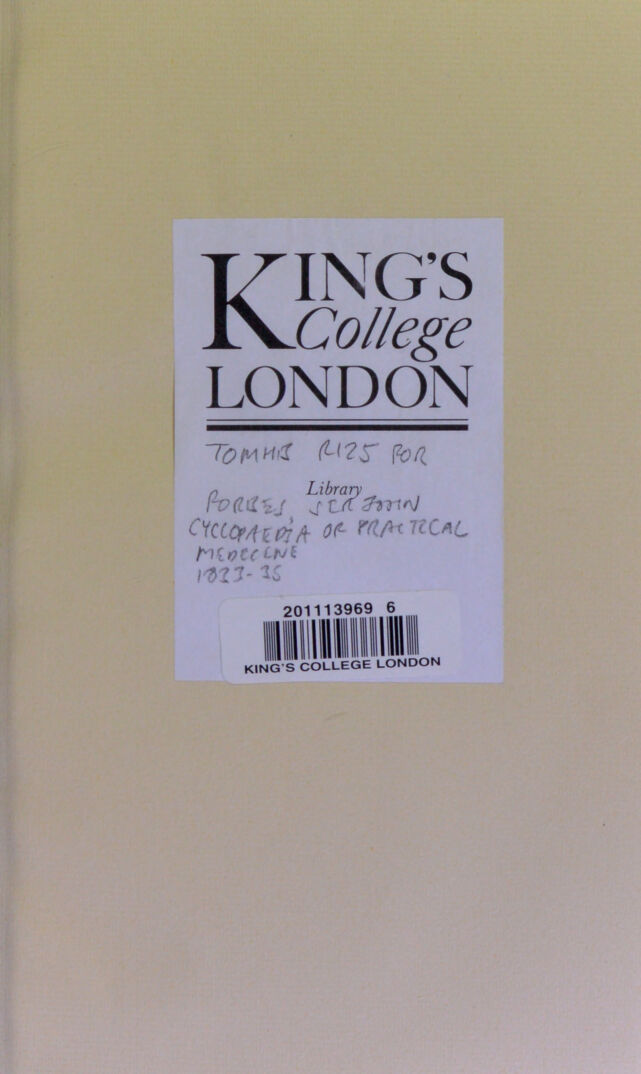 KING'S
College
LONDON
TOMHIS R125 FOR
Library
FORBES, SIR JOHN
CYCLOPAEDIA OF PRACTICAL
MEDICINE
1833-35
201113969 6
KING'S COLLEGE LONDON